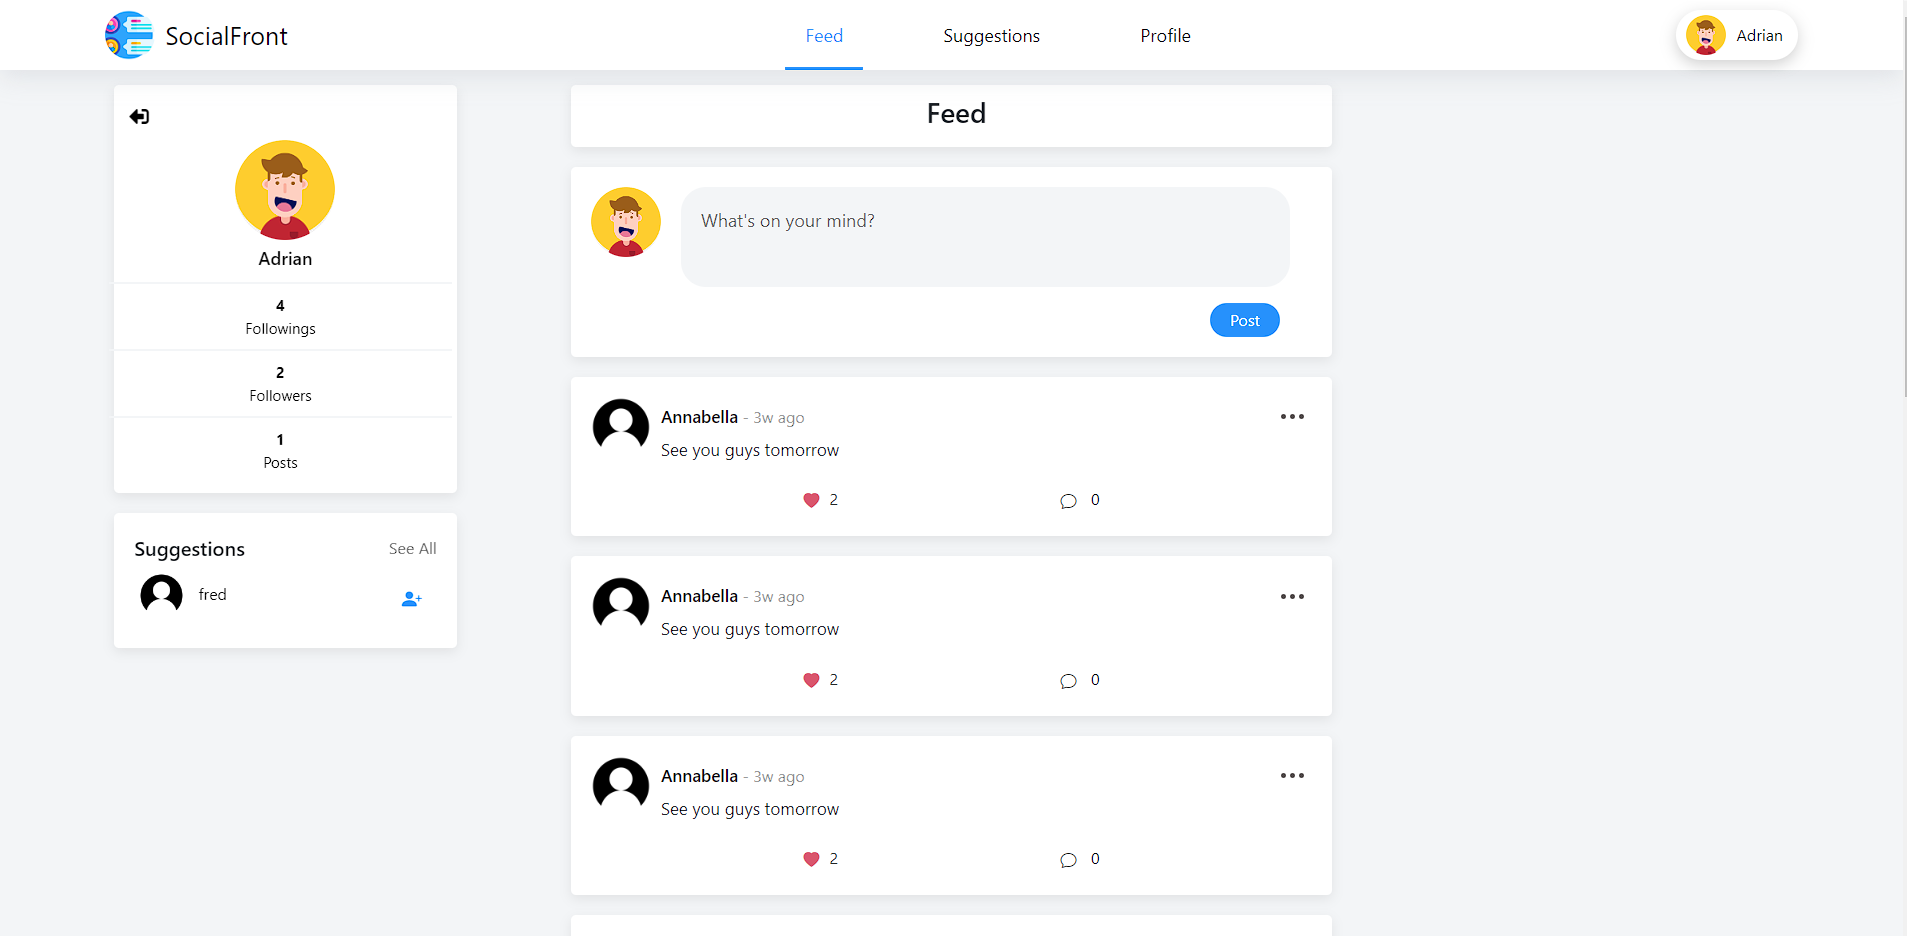 SocialFront
Feed
Suggestions
Profile
Adrian
Adrian
4
Followings
2
Followers
1
Posts
Suggestions
See All
fred
Feed
What's on your mind?
Post
Annabella - 3w ago
See you guys tomorrow
2
0
Annabella - 3w ago
See you guys tomorrow
2
0
Annabella - 3w ago
See you guys tomorrow
2
0